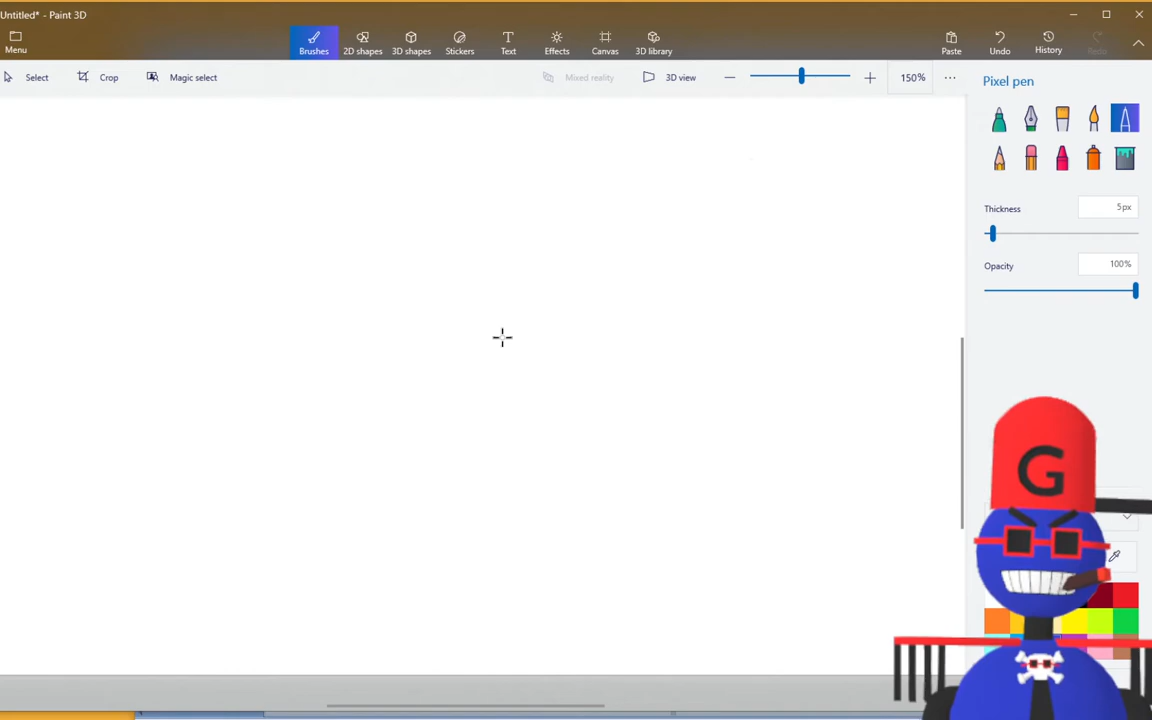 Untitled* - Paint 3D
Menu
Brushes
2D shapes
3D shapes
Stickers
Text
Effects
Canvas
3D library
Paste
Undo
History
Redo
Select
Crop
Magic select
Mixed reality
3D view
150%
Pixel pen
Thickness
5px
Opacity
100%
G